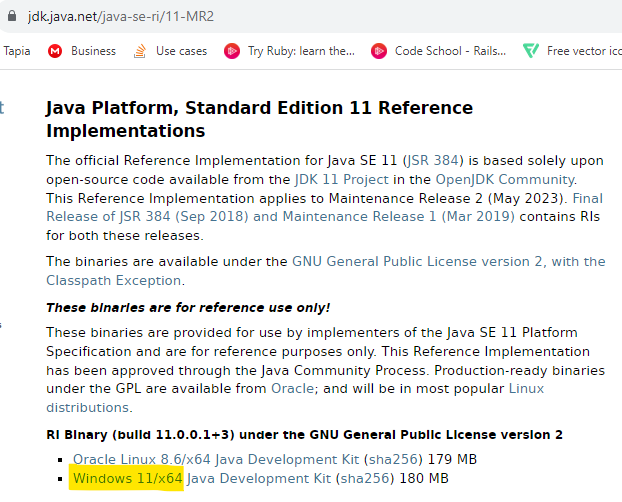 jdk.java.net/java-se-ri/11-MR2
Tapia Business Use cases Try Ruby: learn the... Code School - Rails... Free vector ico
t
Java Platform, Standard Edition 11 Reference
Implementations
The official Reference Implementation for Java SE 11 (JSR 384) is based solely upon
open-source code available from the JDK 11 Project in the OpenJDK Community.
This Reference Implementation applies to Maintenance Release 2 (May 2023). Final
Release of JSR 384 (Sep 2018) and Maintenance Release 1 (Mar 2019) contains RIs
for both these releases.
The binaries are available under the GNU General Public License version 2, with the
Classpath Exception.
These binaries are for reference use only!
These binaries are provided for use by implementers of the Java SE 11 Platform
Specification and are for reference purposes only. This Reference Implementation
has been approved through the Java Community Process. Production-ready binaries
under the GPL are available from Oracle; and will be in most popular Linux
distributions.
RI Binary (build 11.0.0.1+3) under the GNU General Public License version 2
Oracle Linux 8.6/x64 Java Development Kit (sha256) 179 MB
Windows 11/x64 Java Development Kit (sha256) 180 MB